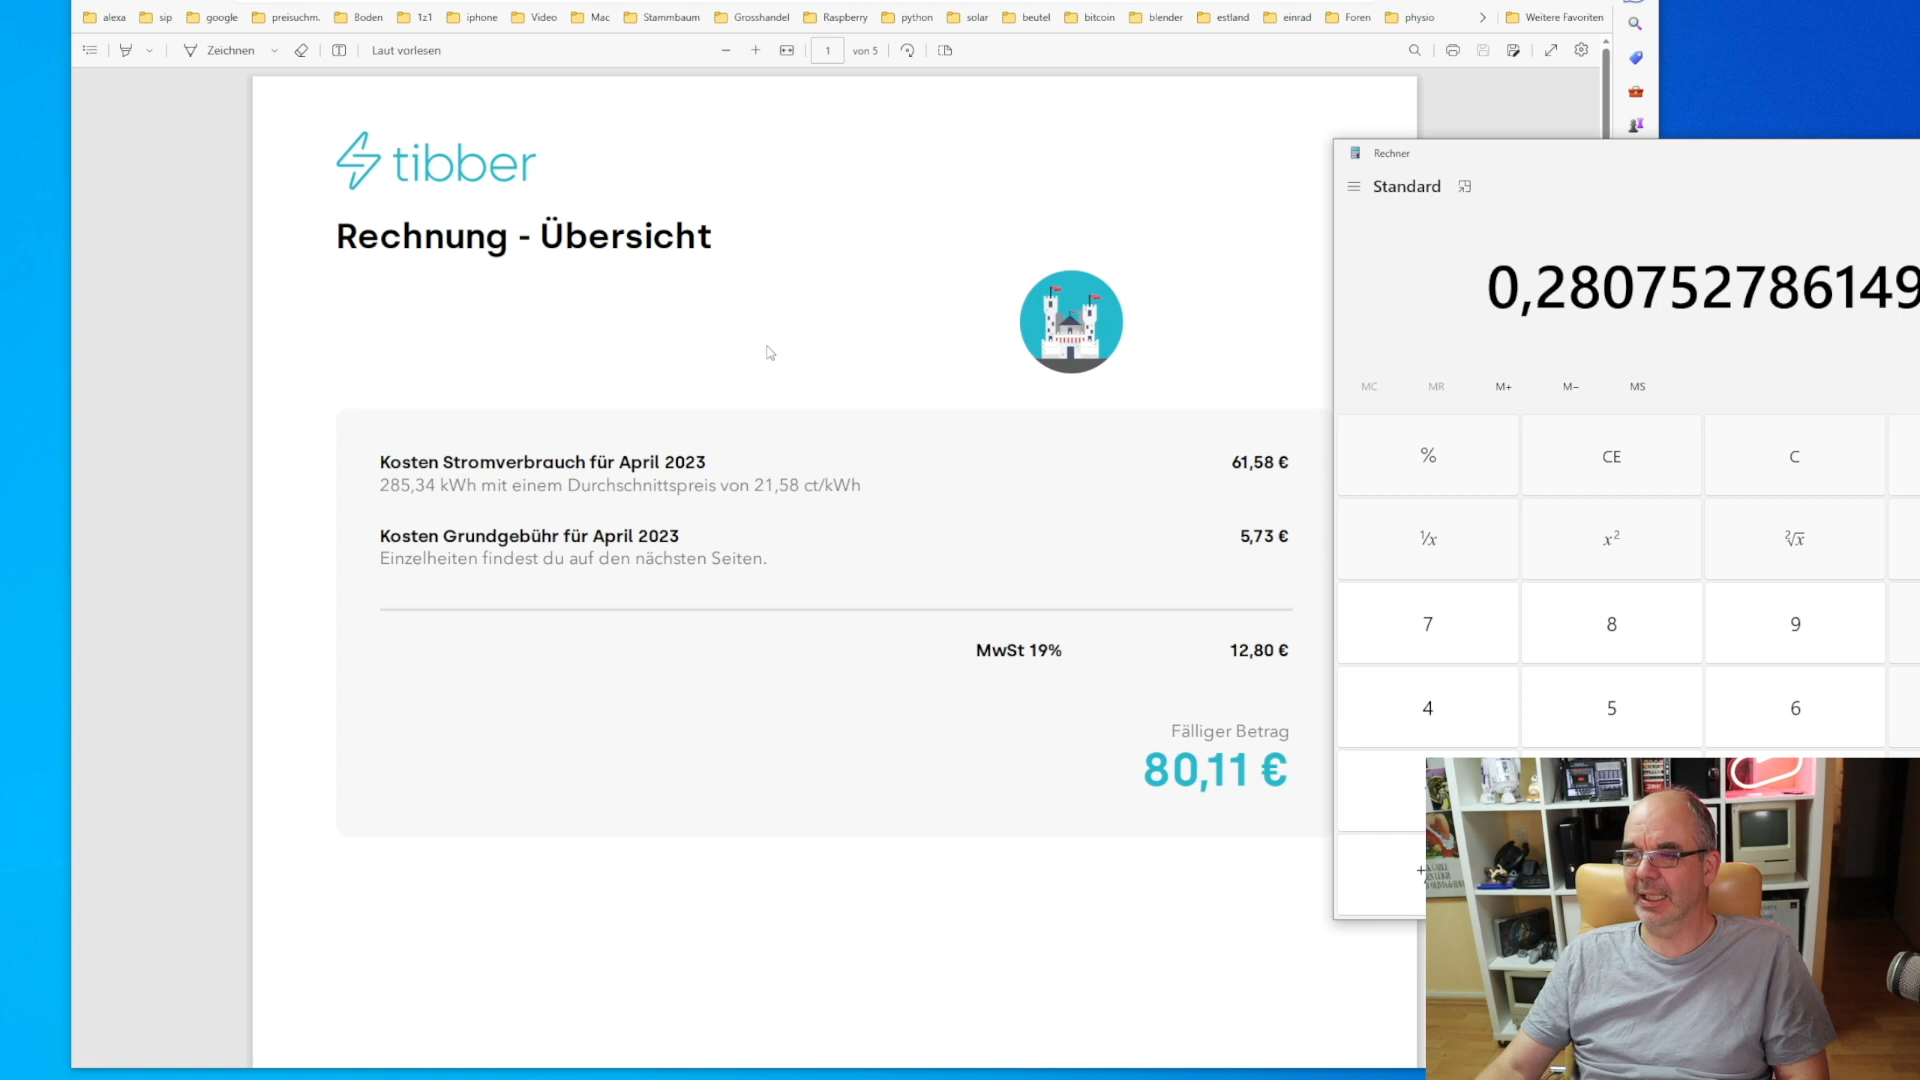 alexa sip google preisuchm. Boden 1z1 iphone Video Mac Stammbaum Grosshandel Raspberry python solar beutel bitcoin blender estland einrad Foren physio Weitere Favoriten
Zeichnen Laut vorlesen 1 von 5
tibber
Rechnung - Übersicht
Kosten Stromverbrauch für April 2023 61,58 €
285,34 kWh mit einem Durchschnittspreis von 21,58 ct/kWh
Kosten Grundgebühr für April 2023 5,73 €
Einzelheiten findest du auf den nächsten Seiten.
MwSt 19% 12,80 €
Fälliger Betrag
80,11 €
Rechner
Standard
0,280752786149
MC MR M+ M− MS
% CE C
1/x x² ²√x
7 8 9
4 5 6